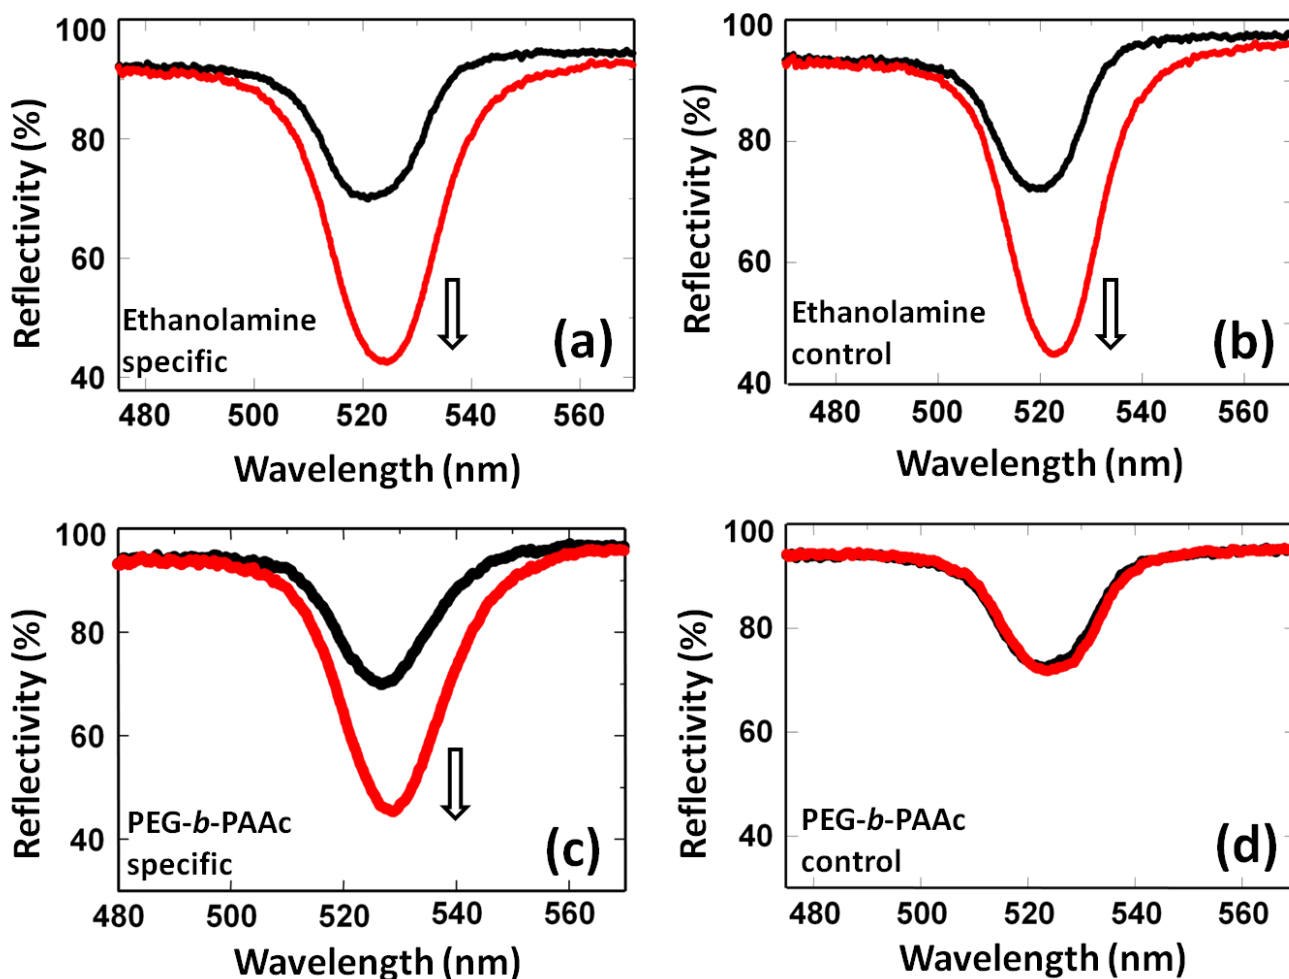 100
80
60
40
Reflectivity (%)
Ethanolamine
specific
(a)
480 500 520 540 560
Wavelength (nm)
100
80
60
40
Reflectivity (%)
Ethanolamine
control
(b)
480 500 520 540 560
Wavelength (nm)
100
80
60
40
Reflectivity (%)
PEG-b-PAAc
specific
(c)
480 500 520 540 560
Wavelength (nm)
100
80
60
40
Reflectivity (%)
PEG-b-PAAc
control
(d)
480 500 520 540 560
Wavelength (nm)